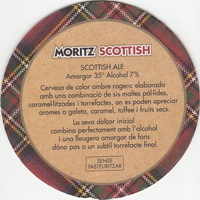 MORITZ SCOTTISH
SCOTTISH ALE
Amargor 35° Alcohol 7%
Cervesa de color ambre rogenc elaborada
amb una combinació de sis maltes pàl·lides,
caramel·litzades i torrefactes, on es poden apreciar
aromes a galeta, caramel, toffee i fruits secs.
La seva dolçor inicial
combina perfectament amb l'alcohol
i una lleugera amargor de tons
dóna pas a un subtil torrefacte final.
SENSE
PASTEURITZAR